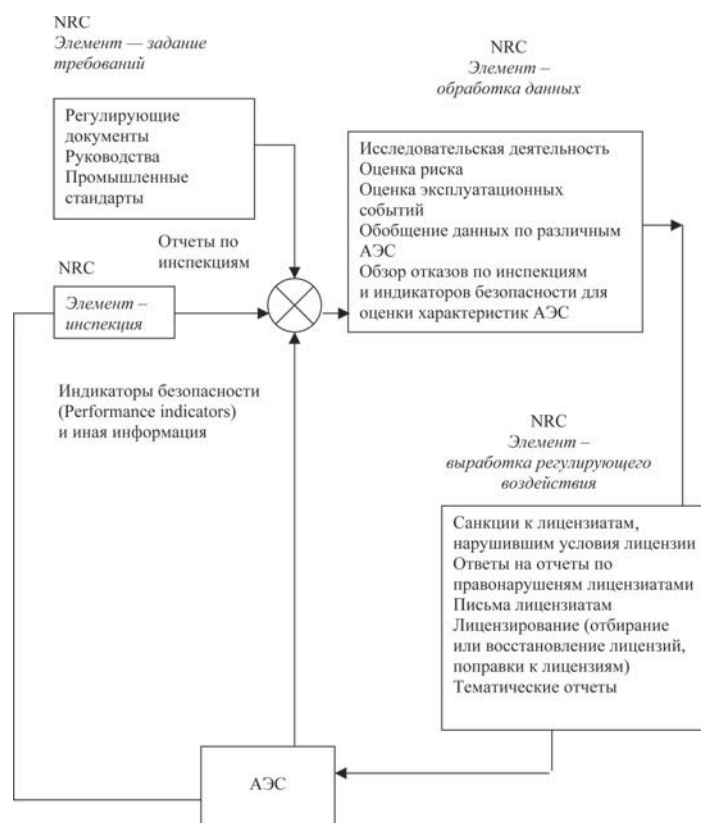 NRC
Элемент — задание
требований
Регулирующие
документы
Руководства
Промышленные
стандарты
NRC
Элемент –
обработка данных
Исследовательская деятельность
Оценка риска
Оценка эксплуатационных
событий
Обобщение данных по различным
АЭС
Обзор отказов по инспекциям
и индикаторов безопасности для
оценки характеристик АЭС
Отчеты по
инспекциям
NRC
Элемент –
инспекция
Индикаторы безопасности
(Performance indicators)
и иная информация
NRC
Элемент –
выработка регулирующего
воздействия
Санкции к лицензиатам,
нарушившим условия лицензии
Ответы на отчеты по
правонарушеням лицензиатами
Письма лицензиатам
Лицензирование (отбирание
или восстановление лицензий,
поправки к лицензиям)
Тематические отчеты
АЭС